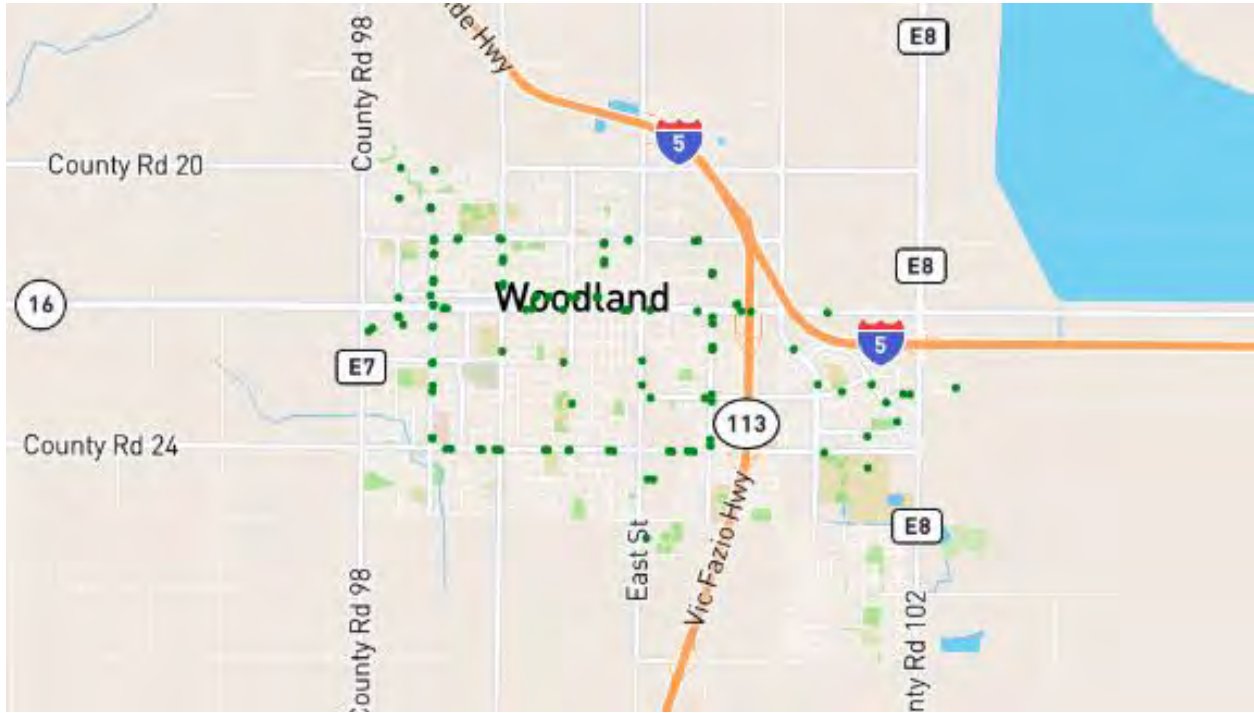 ide Hwy
County Rd 98
E8
5
County Rd 20
E8
16
Woodland
5
E7
113
County Rd 24
E8
East St
Vic Fazio Hwy
County Rd 98
nty Rd 102